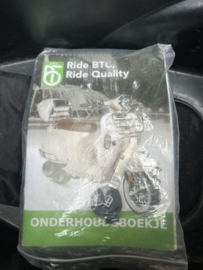 Ride BTC,
Ride Quality
ONDERHOUDSBOEKJE